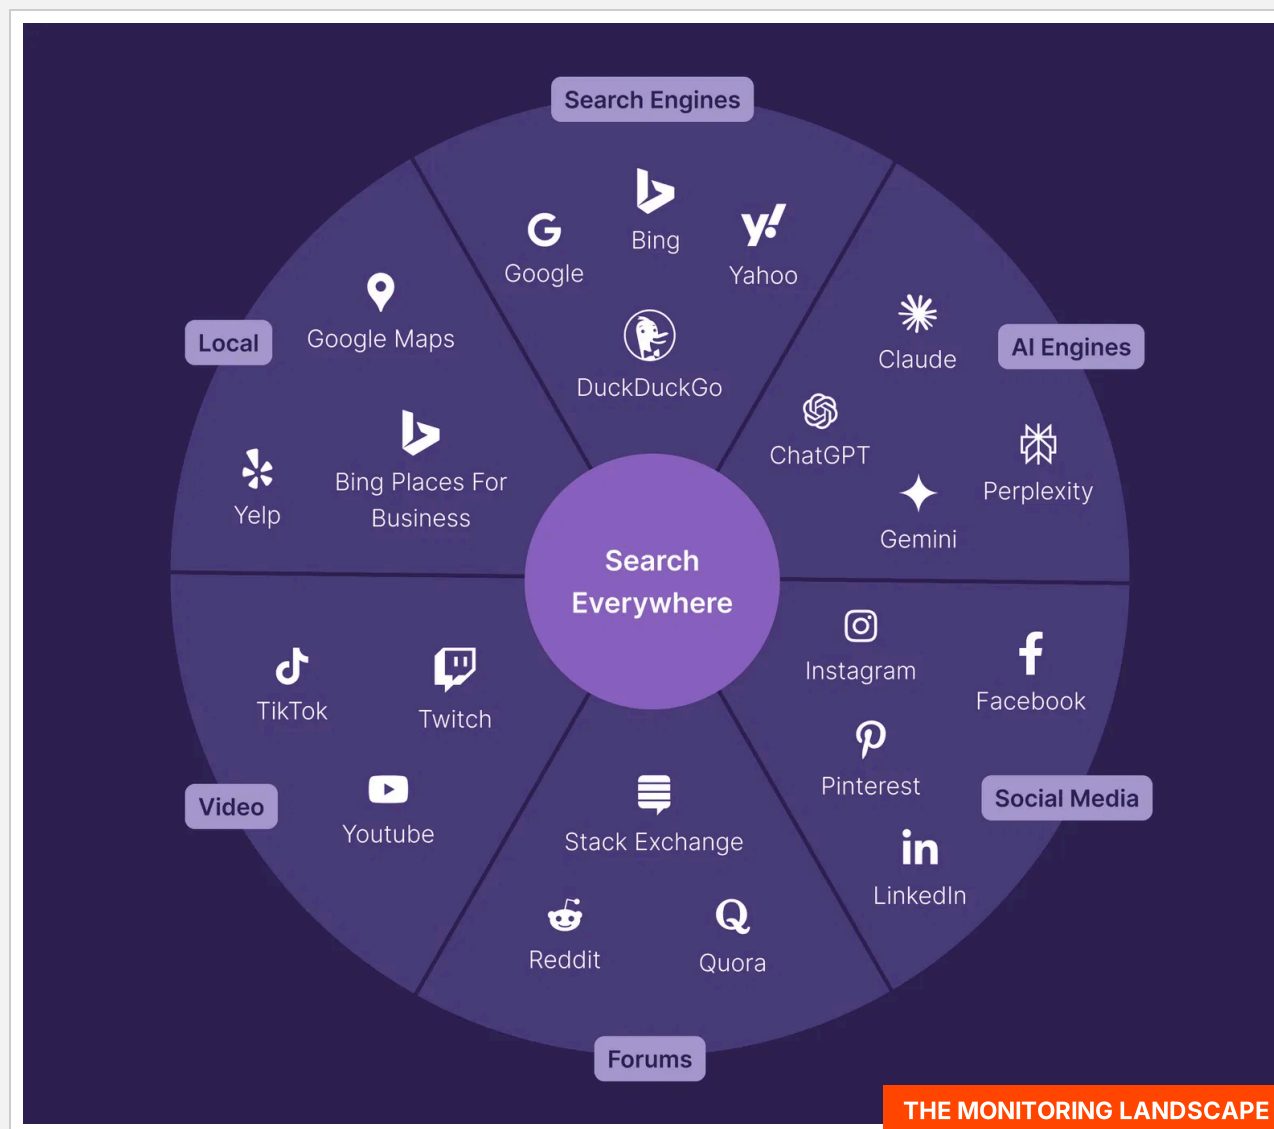 Search Engines
Google
Bing
Yahoo
DuckDuckGo
AI Engines
Claude
ChatGPT
Perplexity
Gemini
Social Media
Instagram
Facebook
Pinterest
LinkedIn
Forums
Stack Exchange
Reddit
Quora
Video
TikTok
Twitch
Youtube
Local
Google Maps
Yelp
Bing Places For
Business
Search
Everywhere
THE MONITORING LANDSCAPE